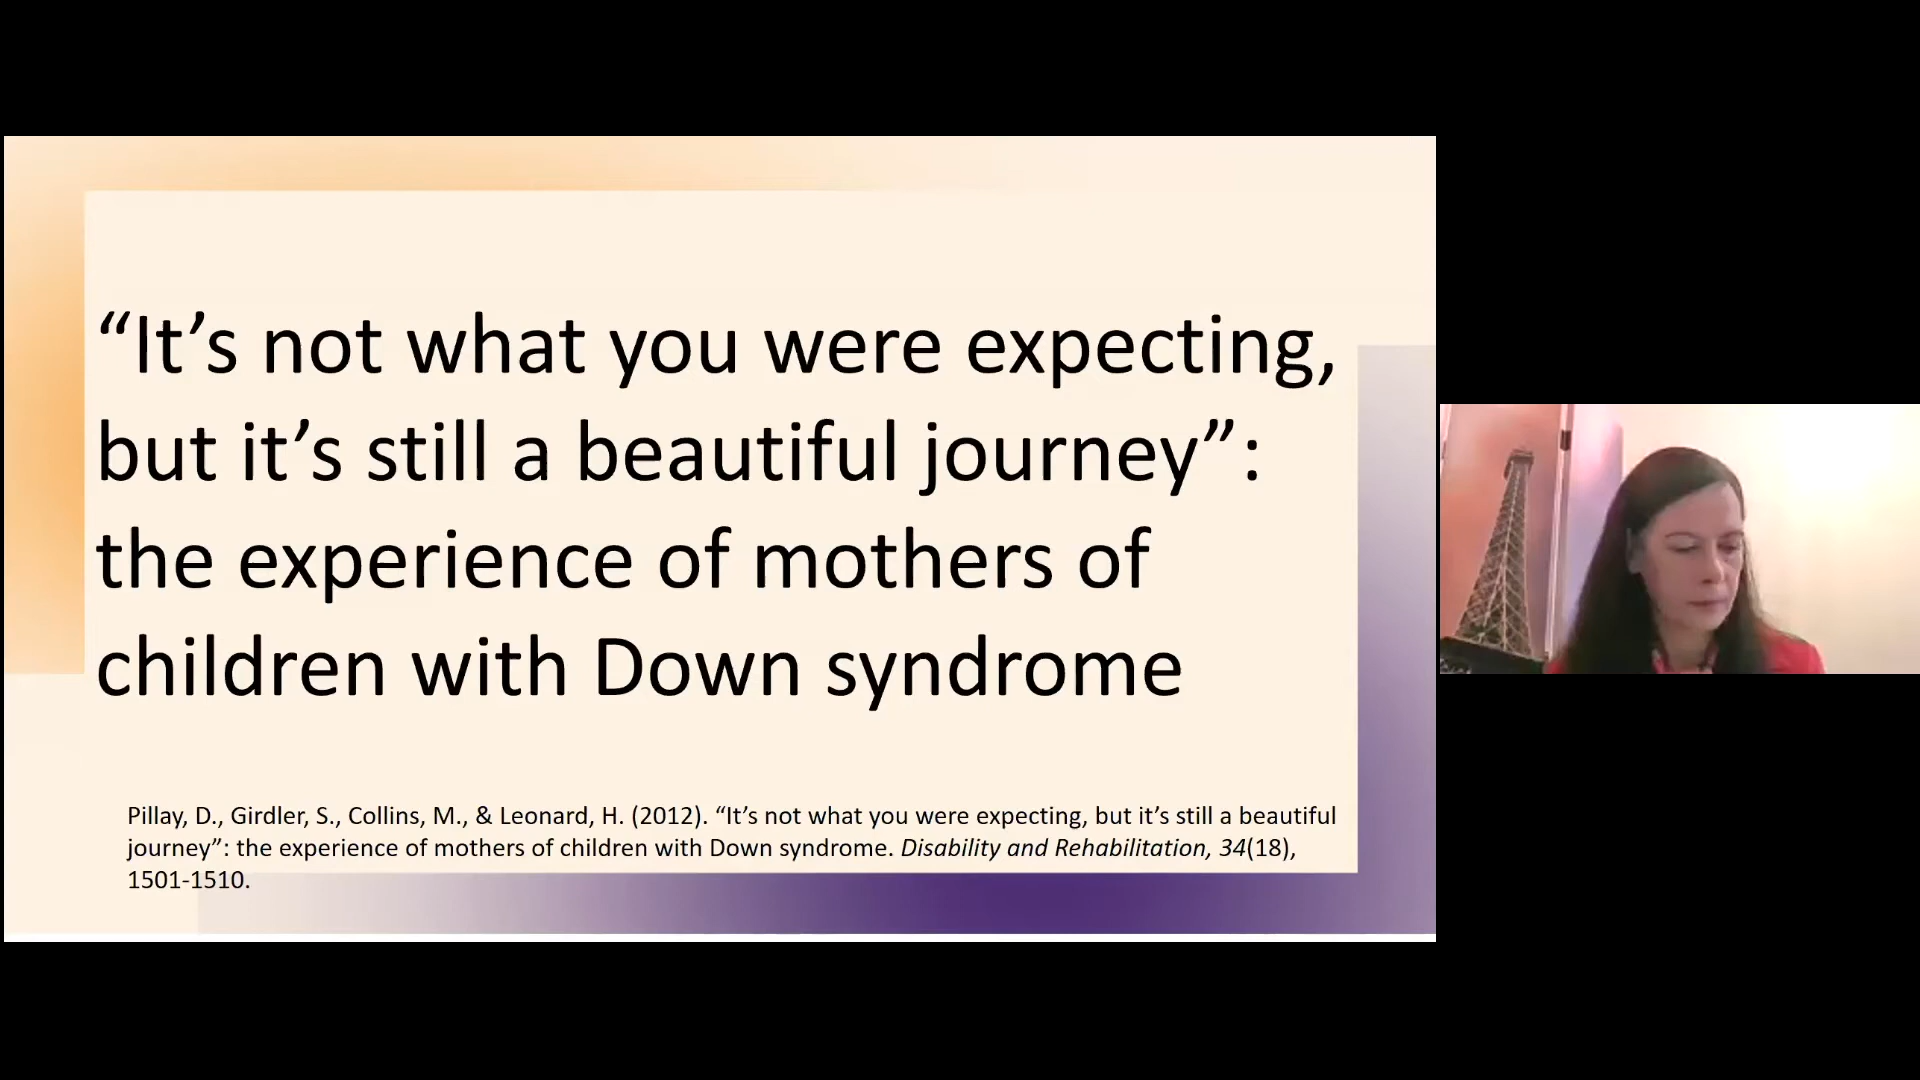 “It’s not what you were expecting,
but it’s still a beautiful journey”:
the experience of mothers of
children with Down syndrome
Pillay, D., Girdler, S., Collins, M., & Leonard, H. (2012). “It’s not what you were expecting, but it’s still a beautiful
journey”: the experience of mothers of children with Down syndrome. Disability and Rehabilitation, 34(18),
1501-1510.